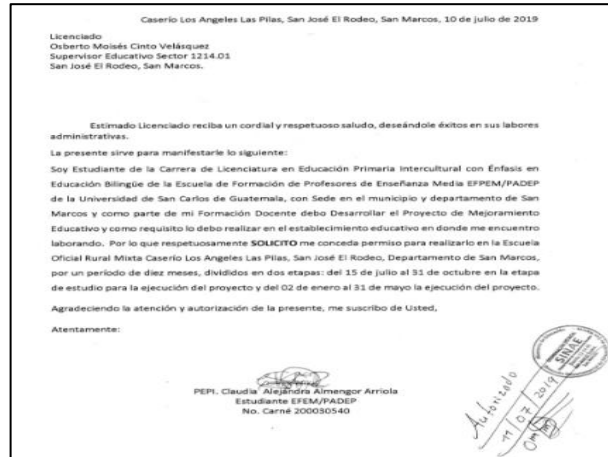 Caserío Los Angeles Las Pilas, San José El Rodeo, San Marcos, 10 de julio de 2019
Licenciado
Osberto Moisés Cinto Velásquez
Supervisor Educativo Sector 1214.01
San José El Rodeo, San Marcos.
Estimado Licenciado reciba un cordial y respetuoso saludo, deseándole éxitos en sus labores
administrativas.
La presente sirve para manifestarle lo siguiente:
Soy Estudiante de la Carrera de Licenciatura en Educación Primaria Intercultural con Énfasis en
Educación Bilingüe de la Escuela de Formación de Profesores de Enseñanza Media EFPEM/PADEP
de la Universidad de San Carlos de Guatemala, con Sede en el municipio y departamento de San
Marcos y como parte de mi Formación Docente debo Desarrollar el Proyecto de Mejoramiento
Educativo y como requisito lo debo realizar en el establecimiento educativo en donde me encuentro
laborando. Por lo que respetuosamente SOLICITO me conceda permiso para realizarlo en la Escuela
Oficial Rural Mixta Caserío Los Angeles Las Pilas, San José El Rodeo, Departamento de San Marcos,
por un período de diez meses, divididos en dos etapas: del 15 de julio al 31 de octubre en la etapa
de estudio para la ejecución del proyecto y del 02 de enero al 31 de mayo la ejecución del proyecto.
Agradeciendo la atención y autorización de la presente, me suscribo de Usted,
Atentamente:
PEPI. Claudia Alejandra Almengor Arriola
Estudiante EFEM/PADEP
No. Carné 200030540
SINAE
Autorizado
11/07/2019